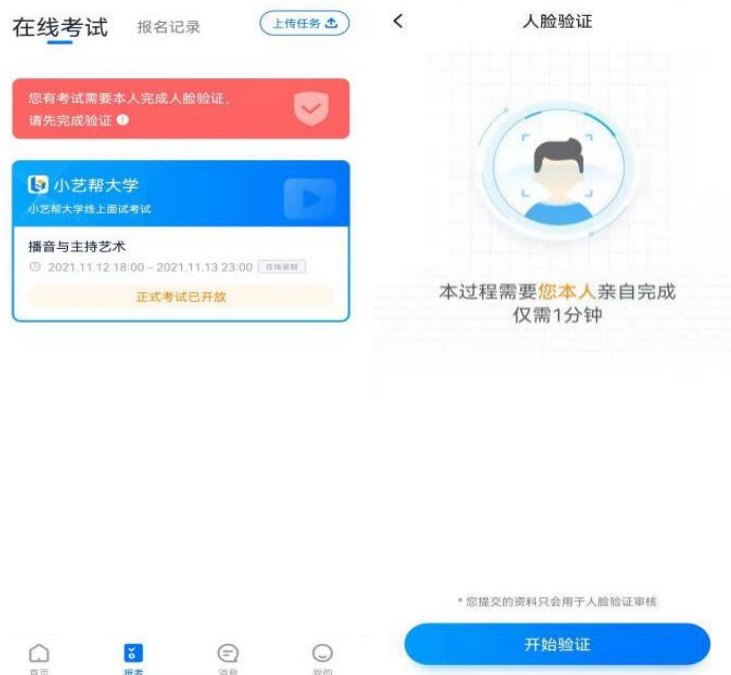 在线考试
报名记录
上传任务
您有考试需要本人完成人脸验证,
请先完成验证
小艺帮大学
小艺帮大学线上面试考试
播音与主持艺术
2021.11.12 18:00 - 2021.11.13 23:00 在线录制
正式考试已开放
首页
报考
消息
我的
人脸验证
本过程需要您本人亲自完成
仅需1分钟
* 您提交的资料只会用于人脸验证审核
开始验证